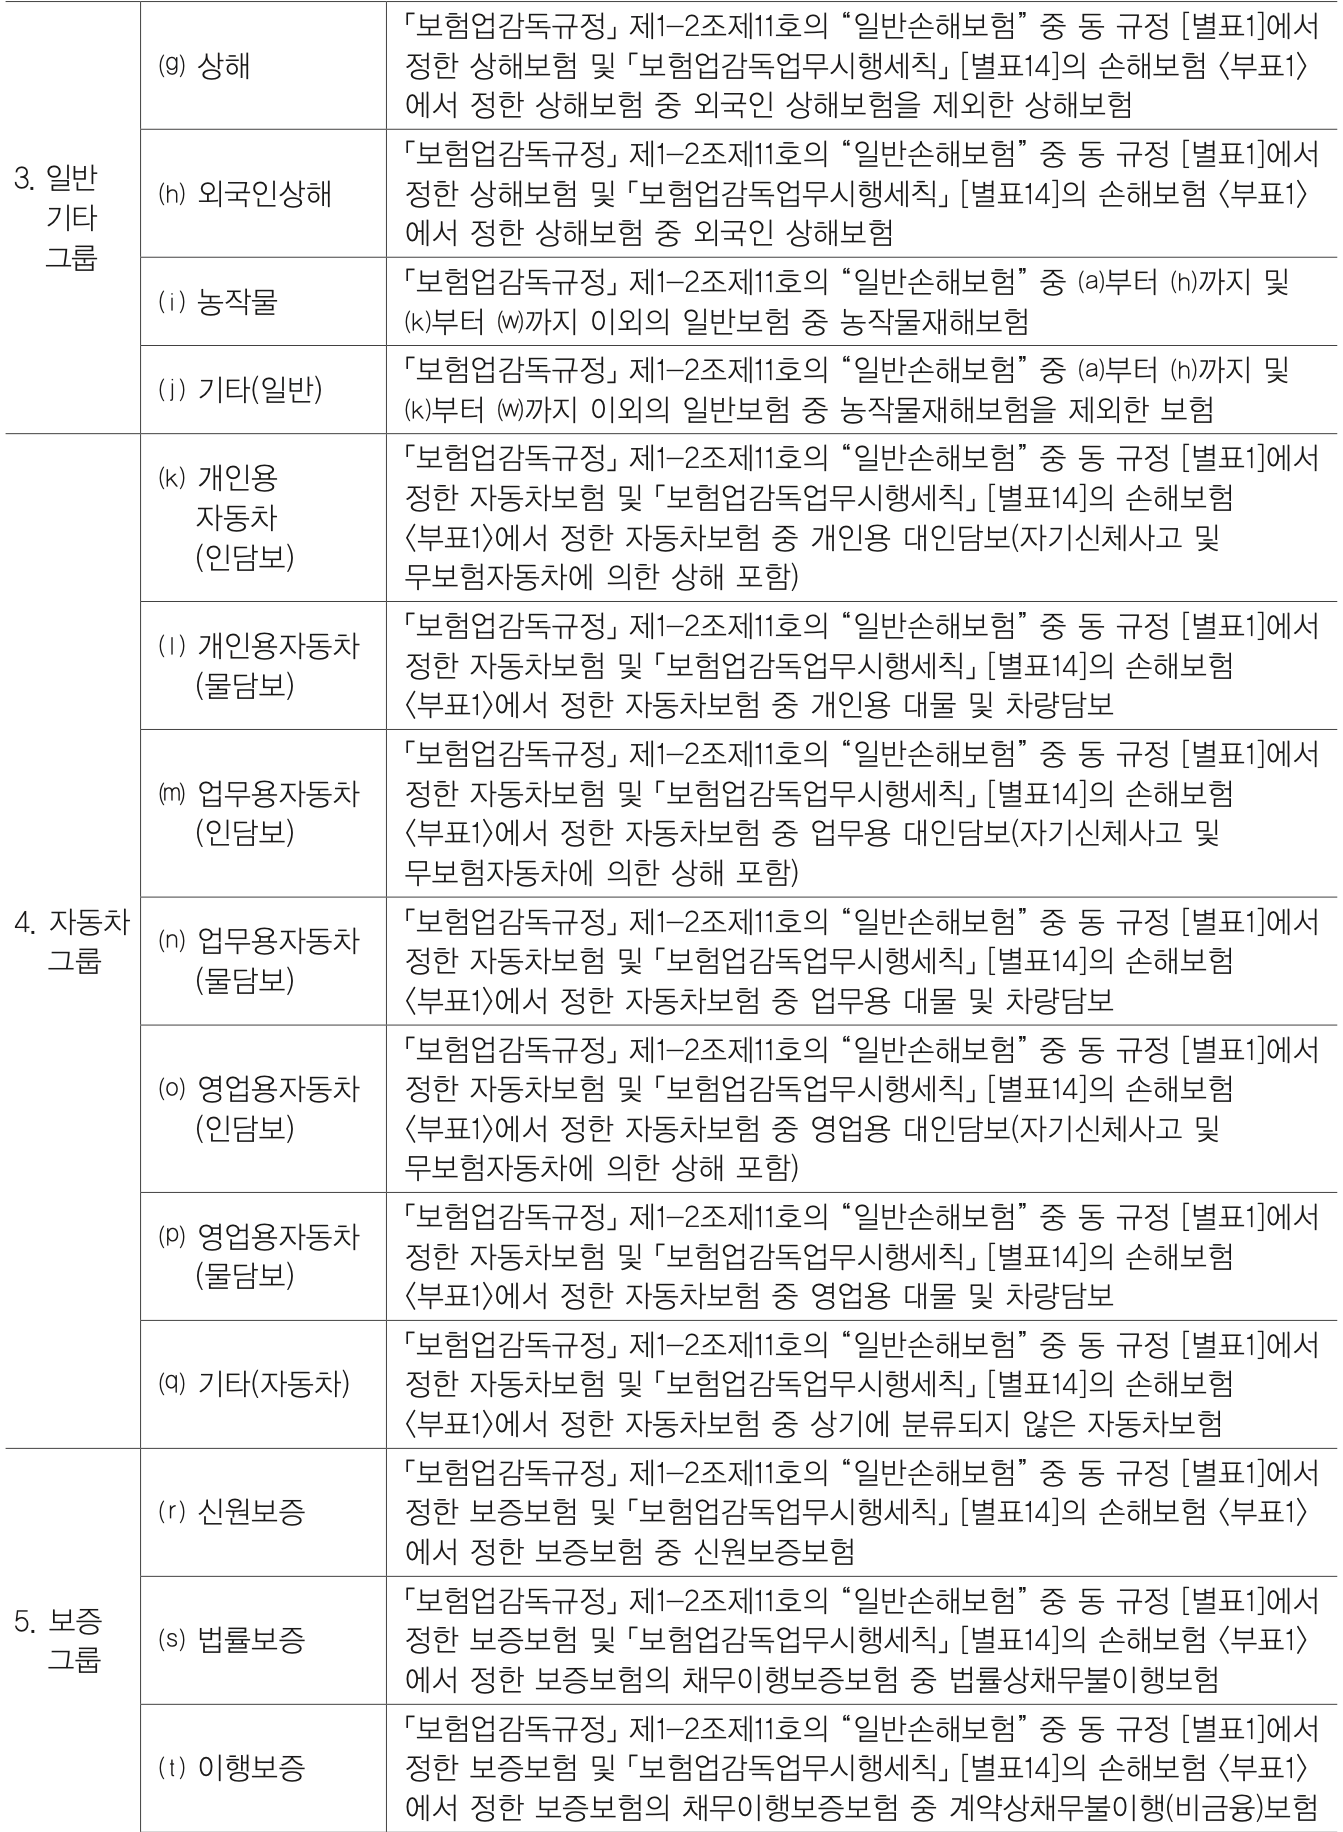 3. 일반
기타
그룹
(g) 상해
「보험업감독규정」 제1-2조제11호의 “일반손해보험” 중 동 규정 [별표1]에서
정한 상해보험 및 「보험업감독업무시행세칙」 [별표14]의 손해보험 〈부표1〉
에서 정한 상해보험 중 외국인 상해보험을 제외한 상해보험
(h) 외국인상해
「보험업감독규정」 제1-2조제11호의 “일반손해보험” 중 동 규정 [별표1]에서
정한 상해보험 및 「보험업감독업무시행세칙」 [별표14]의 손해보험 〈부표1〉
에서 정한 상해보험 중 외국인 상해보험
(i) 농작물
「보험업감독규정」 제1-2조제11호의 “일반손해보험” 중 (a)부터 (h)까지 및
(k)부터 (w)까지 이외의 일반보험 중 농작물재해보험
(j) 기타(일반)
「보험업감독규정」 제1-2조제11호의 “일반손해보험” 중 (a)부터 (h)까지 및
(k)부터 (w)까지 이외의 일반보험 중 농작물재해보험을 제외한 보험
4. 자동차
그룹
(k) 개인용
자동차
(인담보)
「보험업감독규정」 제1-2조제11호의 “일반손해보험” 중 동 규정 [별표1]에서
정한 자동차보험 및 「보험업감독업무시행세칙」 [별표14]의 손해보험
〈부표1〉에서 정한 자동차보험 중 개인용 대인담보(자기신체사고 및
무보험자동차에 의한 상해 포함)
(l) 개인용자동차
(물담보)
「보험업감독규정」 제1-2조제11호의 “일반손해보험” 중 동 규정 [별표1]에서
정한 자동차보험 및 「보험업감독업무시행세칙」 [별표14]의 손해보험
〈부표1〉에서 정한 자동차보험 중 개인용 대물 및 차량담보
(m) 업무용자동차
(인담보)
「보험업감독규정」 제1-2조제11호의 “일반손해보험” 중 동 규정 [별표1]에서
정한 자동차보험 및 「보험업감독업무시행세칙」 [별표14]의 손해보험
〈부표1〉에서 정한 자동차보험 중 업무용 대인담보(자기신체사고 및
무보험자동차에 의한 상해 포함)
(n) 업무용자동차
(물담보)
「보험업감독규정」 제1-2조제11호의 “일반손해보험” 중 동 규정 [별표1]에서
정한 자동차보험 및 「보험업감독업무시행세칙」 [별표14]의 손해보험
〈부표1〉에서 정한 자동차보험 중 업무용 대물 및 차량담보
(o) 영업용자동차
(인담보)
「보험업감독규정」 제1-2조제11호의 “일반손해보험” 중 동 규정 [별표1]에서
정한 자동차보험 및 「보험업감독업무시행세칙」 [별표14]의 손해보험
〈부표1〉에서 정한 자동차보험 중 영업용 대인담보(자기신체사고 및
무보험자동차에 의한 상해 포함)
(p) 영업용자동차
(물담보)
「보험업감독규정」 제1-2조제11호의 “일반손해보험” 중 동 규정 [별표1]에서
정한 자동차보험 및 「보험업감독업무시행세칙」 [별표14]의 손해보험
〈부표1〉에서 정한 자동차보험 중 영업용 대물 및 차량담보
(q) 기타(자동차)
「보험업감독규정」 제1-2조제11호의 “일반손해보험” 중 동 규정 [별표1]에서
정한 자동차보험 및 「보험업감독업무시행세칙」 [별표14]의 손해보험
〈부표1〉에서 정한 자동차보험 중 상기에 분류되지 않은 자동차보험
5. 보증
그룹
(r) 신원보증
「보험업감독규정」 제1-2조제11호의 “일반손해보험” 중 동 규정 [별표1]에서
정한 보증보험 및 「보험업감독업무시행세칙」 [별표14]의 손해보험 〈부표1〉
에서 정한 보증보험 중 신원보증보험
(s) 법률보증
「보험업감독규정」 제1-2조제11호의 “일반손해보험” 중 동 규정 [별표1]에서
정한 보증보험 및 「보험업감독업무시행세칙」 [별표14]의 손해보험 〈부표1〉
에서 정한 보증보험의 채무이행보증보험 중 법률상채무불이행보험
(t) 이행보증
「보험업감독규정」 제1-2조제11호의 “일반손해보험” 중 동 규정 [별표1]에서
정한 보증보험 및 「보험업감독업무시행세칙」 [별표14]의 손해보험 〈부표1〉
에서 정한 보증보험의 채무이행보증보험 중 계약상채무불이행(비금융)보험